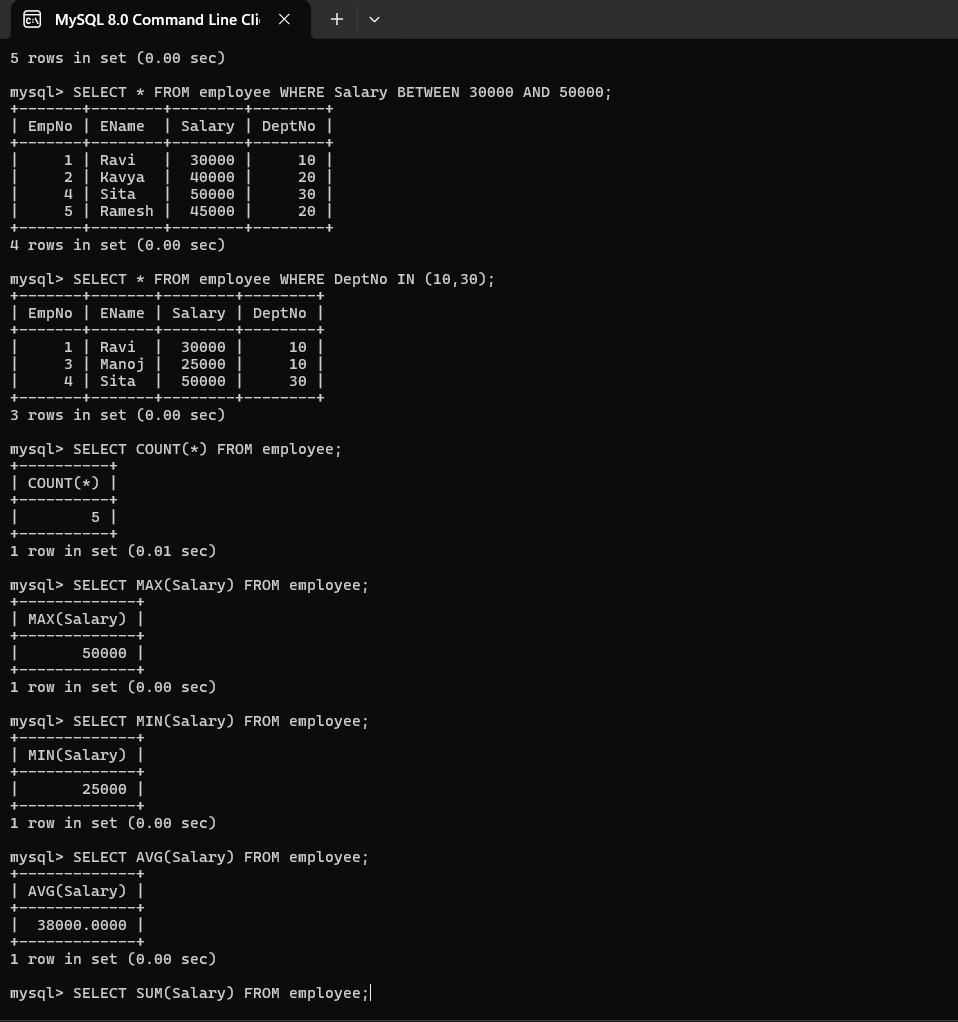 MySQL 8.0 Command Line Cli
5 rows in set (0.00 sec)
mysql> SELECT * FROM employee WHERE Salary BETWEEN 30000 AND 50000;
+-------+--------+--------+--------+
| EmpNo | EName  | Salary | DeptNo |
+-------+--------+--------+--------+
|     1 | Ravi   |  30000 |     10 |
|     2 | Kavya  |  40000 |     20 |
|     4 | Sita   |  50000 |     30 |
|     5 | Ramesh |  45000 |     20 |
+-------+--------+--------+--------+
4 rows in set (0.00 sec)
mysql> SELECT * FROM employee WHERE DeptNo IN (10,30);
+-------+-------+--------+--------+
| EmpNo | EName | Salary | DeptNo |
+-------+-------+--------+--------+
|     1 | Ravi  |  30000 |     10 |
|     3 | Manoj |  25000 |     10 |
|     4 | Sita  |  50000 |     30 |
+-------+-------+--------+--------+
3 rows in set (0.00 sec)
mysql> SELECT COUNT(*) FROM employee;
+----------+
| COUNT(*) |
+----------+
|        5 |
+----------+
1 row in set (0.01 sec)
mysql> SELECT MAX(Salary) FROM employee;
+-------------+
| MAX(Salary) |
+-------------+
|       50000 |
+-------------+
1 row in set (0.00 sec)
mysql> SELECT MIN(Salary) FROM employee;
+-------------+
| MIN(Salary) |
+-------------+
|       25000 |
+-------------+
1 row in set (0.00 sec)
mysql> SELECT AVG(Salary) FROM employee;
+-------------+
| AVG(Salary) |
+-------------+
|  38000.0000 |
+-------------+
1 row in set (0.00 sec)
mysql> SELECT SUM(Salary) FROM employee;